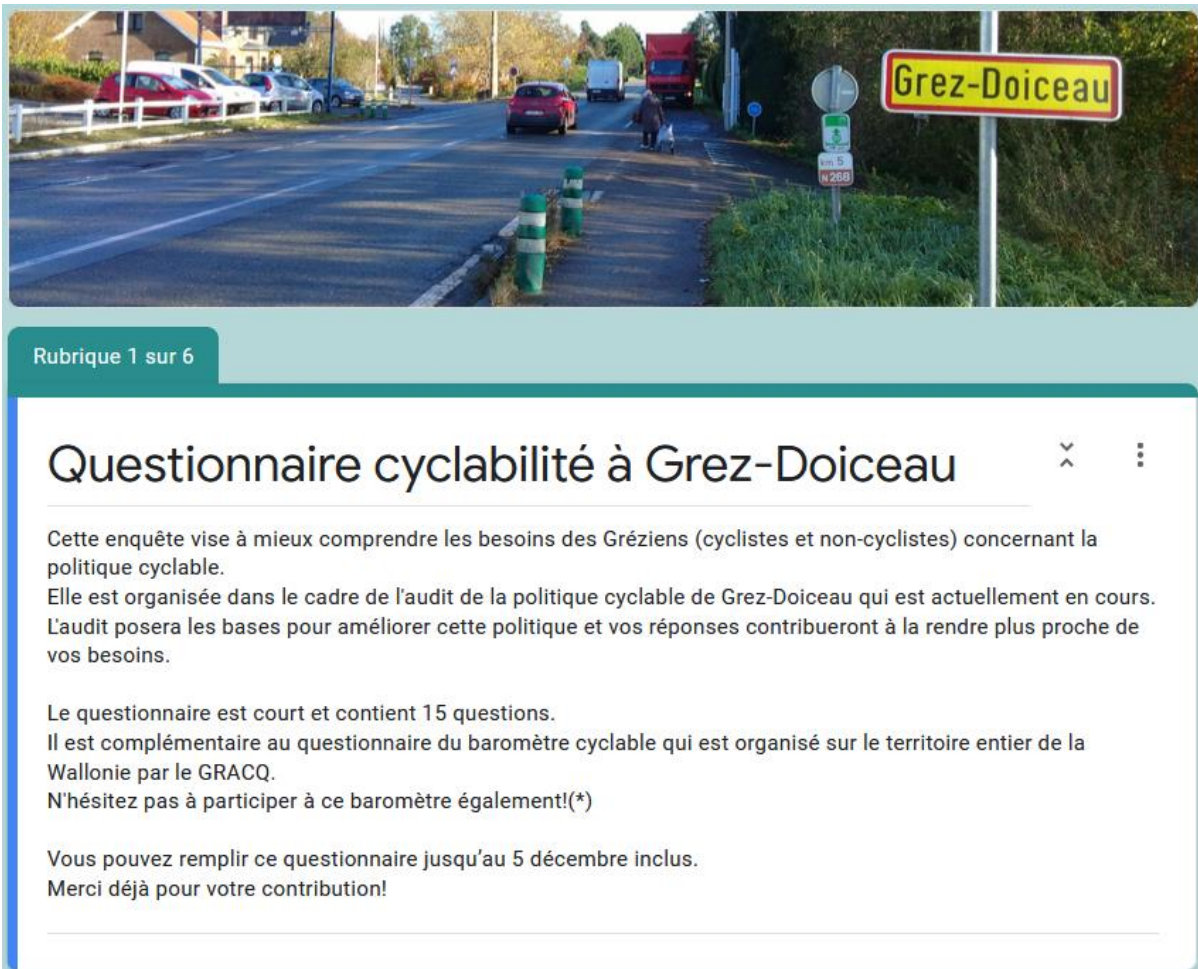 Grez-Doiceau
km 5
N268
Rubrique 1 sur 6
Questionnaire cyclabilité à Grez-Doiceau
Cette enquête vise à mieux comprendre les besoins des Gréziens (cyclistes et non-cyclistes) concernant la
politique cyclable.
Elle est organisée dans le cadre de l'audit de la politique cyclable de Grez-Doiceau qui est actuellement en cours.
L'audit posera les bases pour améliorer cette politique et vos réponses contribueront à la rendre plus proche de
vos besoins.
Le questionnaire est court et contient 15 questions.
Il est complémentaire au questionnaire du baromètre cyclable qui est organisé sur le territoire entier de la
Wallonie par le GRACQ.
N'hésitez pas à participer à ce baromètre également!(*)
Vous pouvez remplir ce questionnaire jusqu’au 5 décembre inclus.
Merci déjà pour votre contribution!